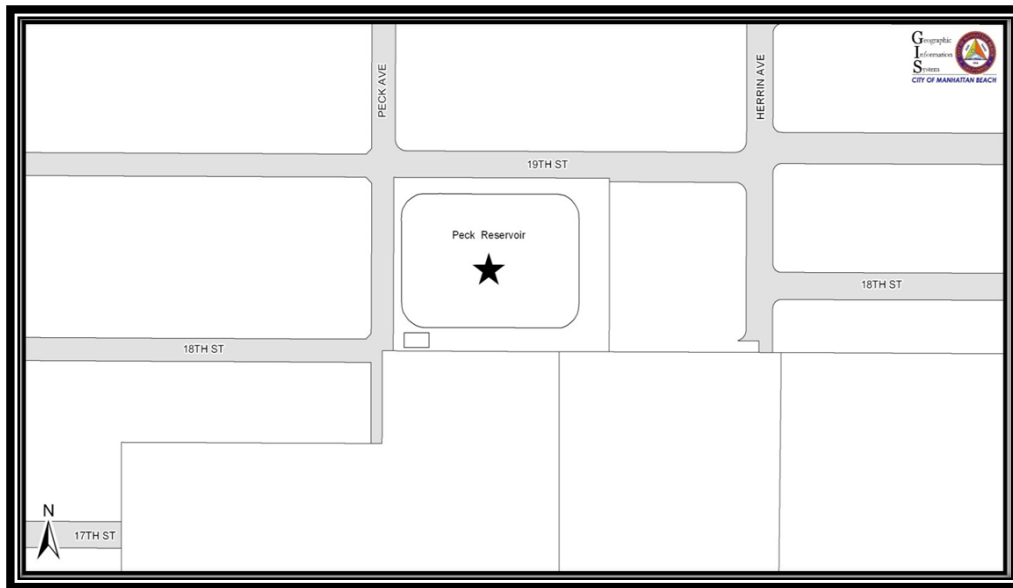 Geographic
Information
System
CITY OF MANHATTAN BEACH
PECK AVE
HERRIN AVE
19TH ST
Peck Reservoir
18TH ST
18TH ST
N
17TH ST